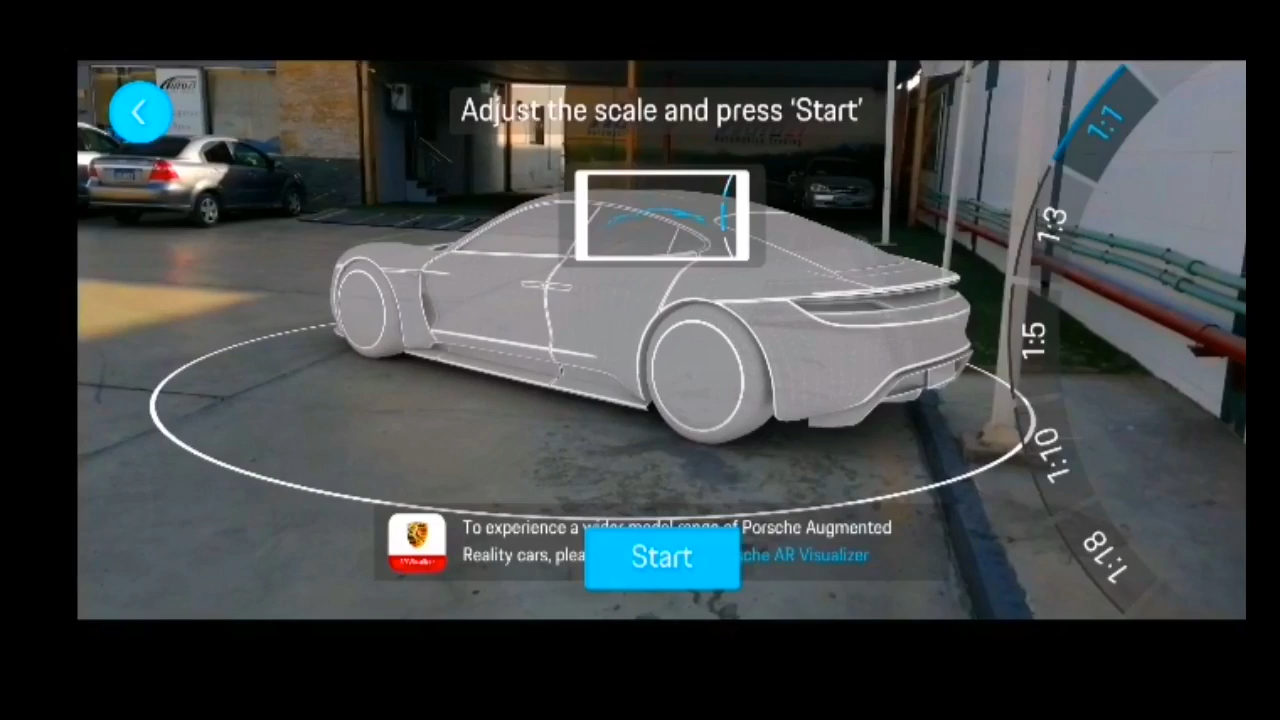 Adjust the scale and press ‘Start’
1:1
1:3
1:5
1:10
1:18
To experience a wider model range of Porsche Augmented
Reality cars, plea
che AR Visualizer
Start